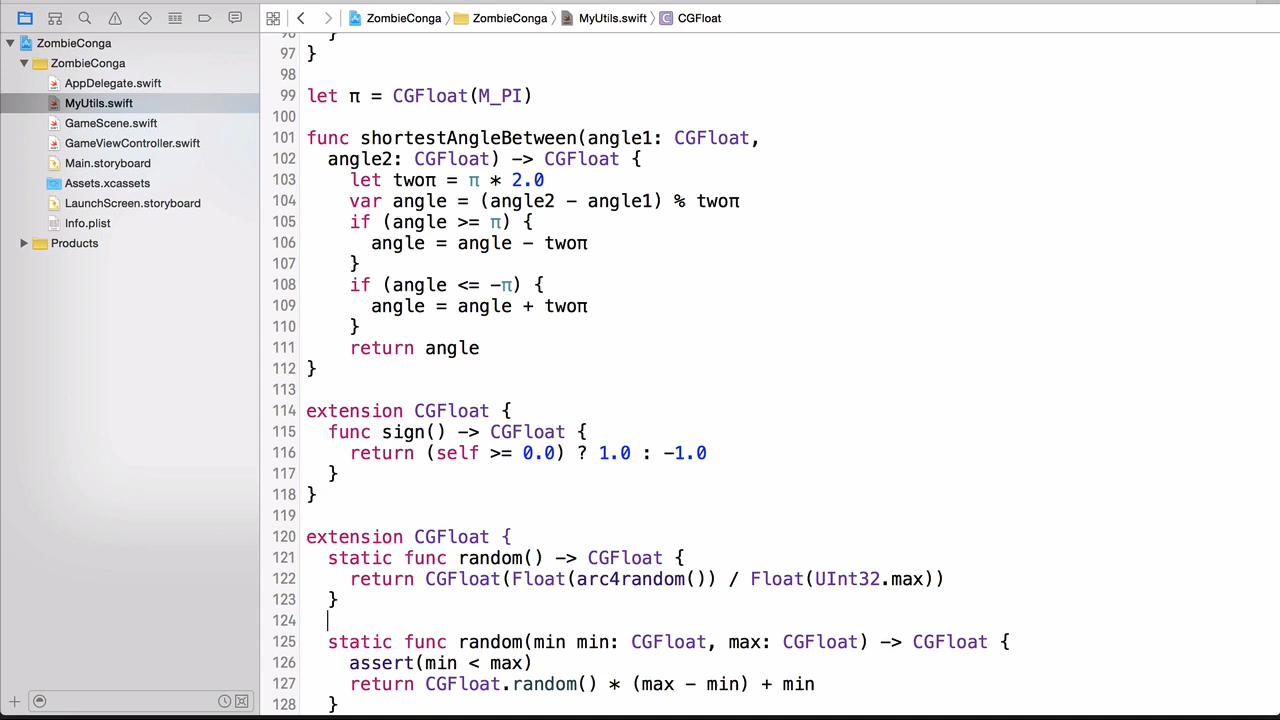 ZombieConga
ZombieConga
AppDelegate.swift
MyUtils.swift
GameScene.swift
GameViewController.swift
Main.storyboard
Assets.xcassets
LaunchScreen.storyboard
Info.plist
Products
ZombieConga ZombieConga MyUtils.swift C CGFloat
96 }
97 }
98
99 let π = CGFloat(M_PI)
100
101 func shortestAngleBetween(angle1: CGFloat,
102 angle2: CGFloat) -> CGFloat {
103 let twoπ = π * 2.0
104 var angle = (angle2 - angle1) % twoπ
105 if (angle >= π) {
106 angle = angle - twoπ
107 }
108 if (angle <= -π) {
109 angle = angle + twoπ
110 }
111 return angle
112 }
113
114 extension CGFloat {
115 func sign() -> CGFloat {
116 return (self >= 0.0) ? 1.0 : -1.0
117 }
118 }
119
120 extension CGFloat {
121 static func random() -> CGFloat {
122 return CGFloat(Float(arc4random()) / Float(UInt32.max))
123 }
124
125 static func random(min min: CGFloat, max: CGFloat) -> CGFloat {
126 assert(min < max)
127 return CGFloat.random() * (max - min) + min
128 }